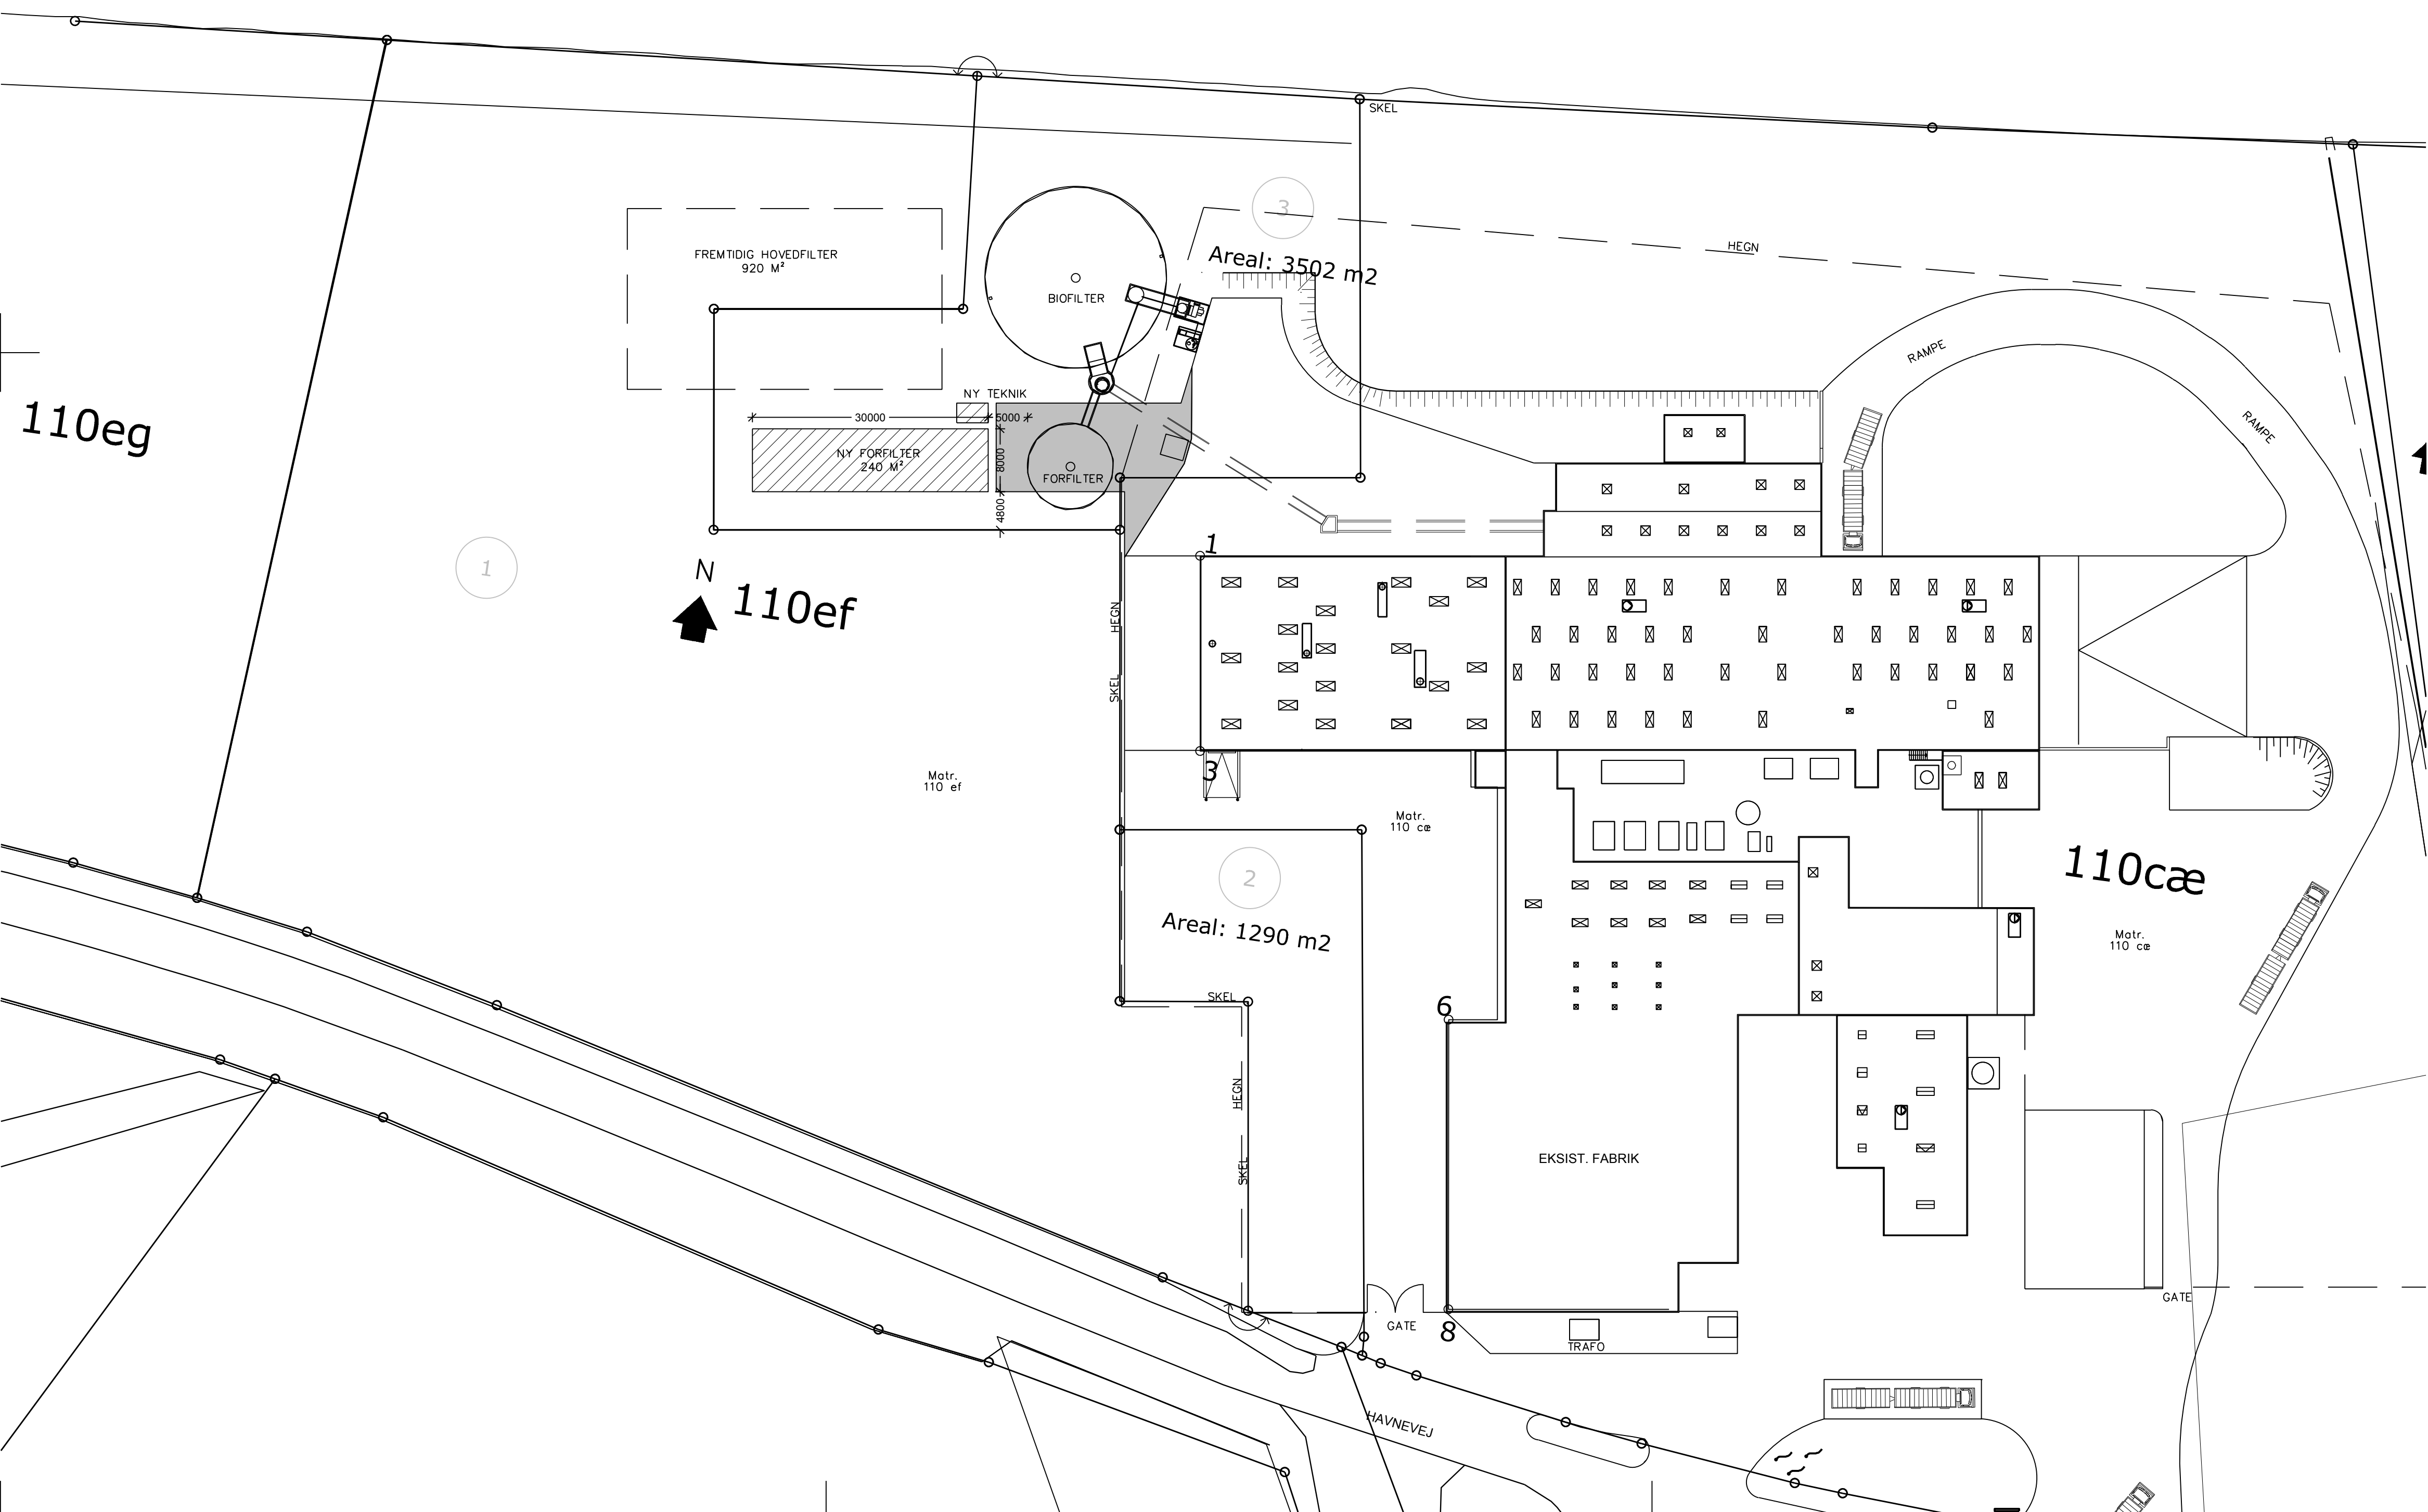 SKEL
3
Areal: 3502 m2
HEGN
FREMTIDIG HOVEDFILTER
920 M²
BIOFILTER
RAMPE
RAMPE
NY TEKNIK
30000
5000
110eg
NY FORFILTER
240 M²
8000
FORFILTER
4800
1
1
N
110ef
HEGN
SKEL
3
Matr.
110 ef
Matr.
110 cæ
110cæ
2
Areal: 1290 m2
Matr.
110 cæ
SKEL
6
HEGN
SKEL
EKSIST. FABRIK
GATE
GATE
8
TRAFO
HAVNEVEJ